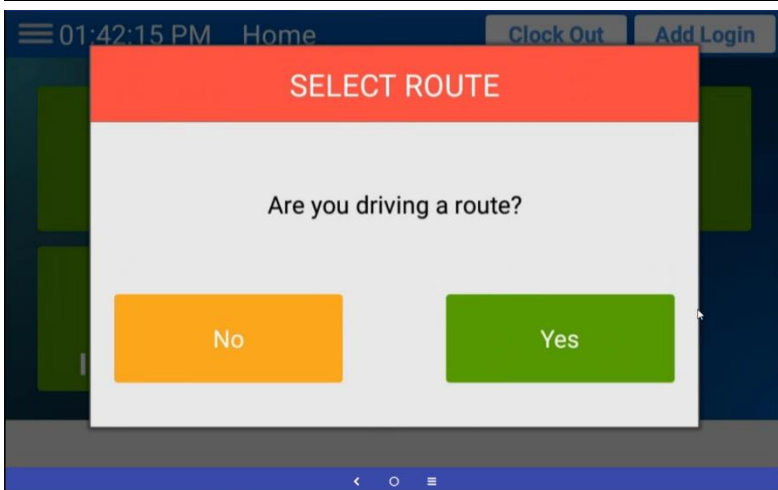 01:42:15 PM Home Clock Out Add Login
SELECT ROUTE
Are you driving a route?
No Yes